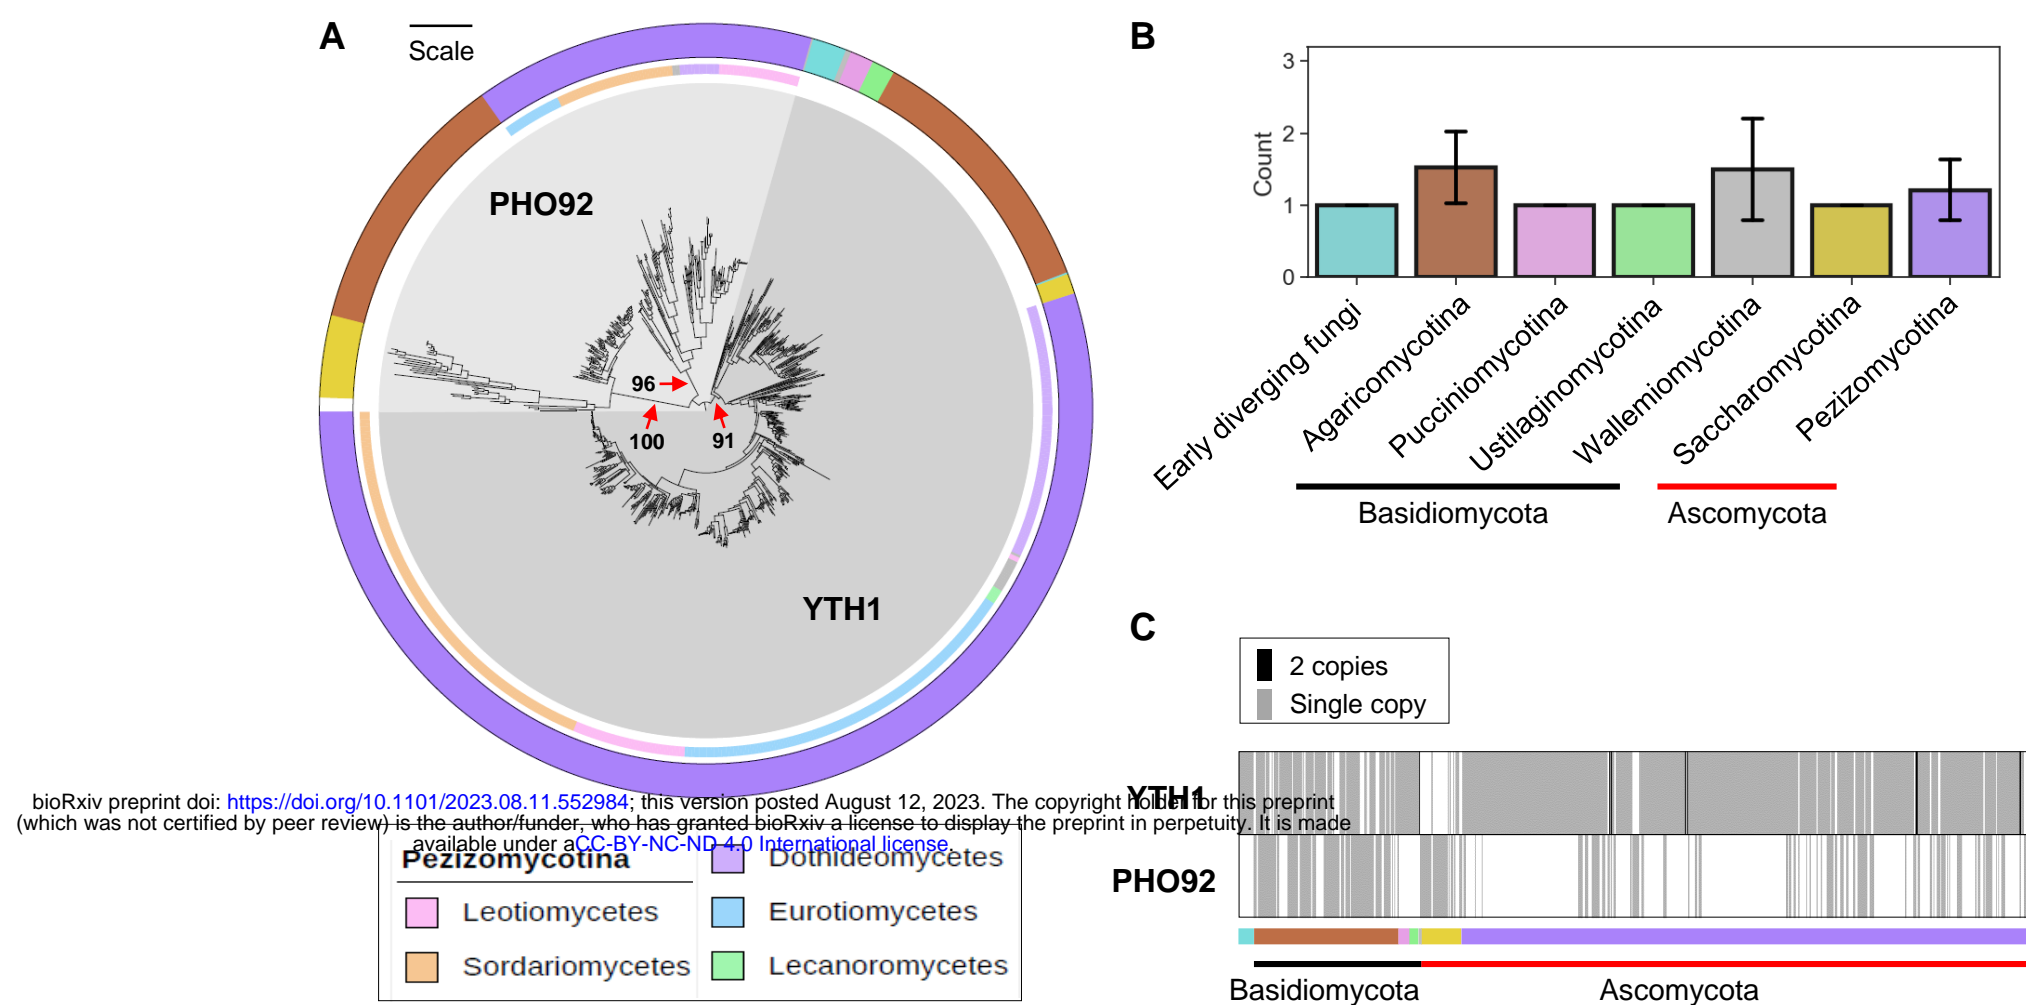 A
Scale
PHO92
96
100
91
YTH1
B
Count
3
2
1
0
Early diverging fungi
Agaricomycotina
Pucciniomycotina
Ustilaginomycotina
Wallemiomycotina
Saccharomycotina
Pezizomycotina
Basidiomycota
Ascomycota
C
2 copies
Single copy
YTH1
PHO92
Basidiomycota
Ascomycota
bioRxiv preprint doi: https://doi.org/10.1101/2023.08.11.552984; this version posted August 12, 2023. The copyright holder for this preprint
(which was not certified by peer review) is the author/funder, who has granted bioRxiv a license to display the preprint in perpetuity. It is made
available under aCC-BY-NC-ND 4.0 International license.
Pezizomycotina
Dothideomycetes
Leotiomycetes
Eurotiomycetes
Sordariomycetes
Lecanoromycetes